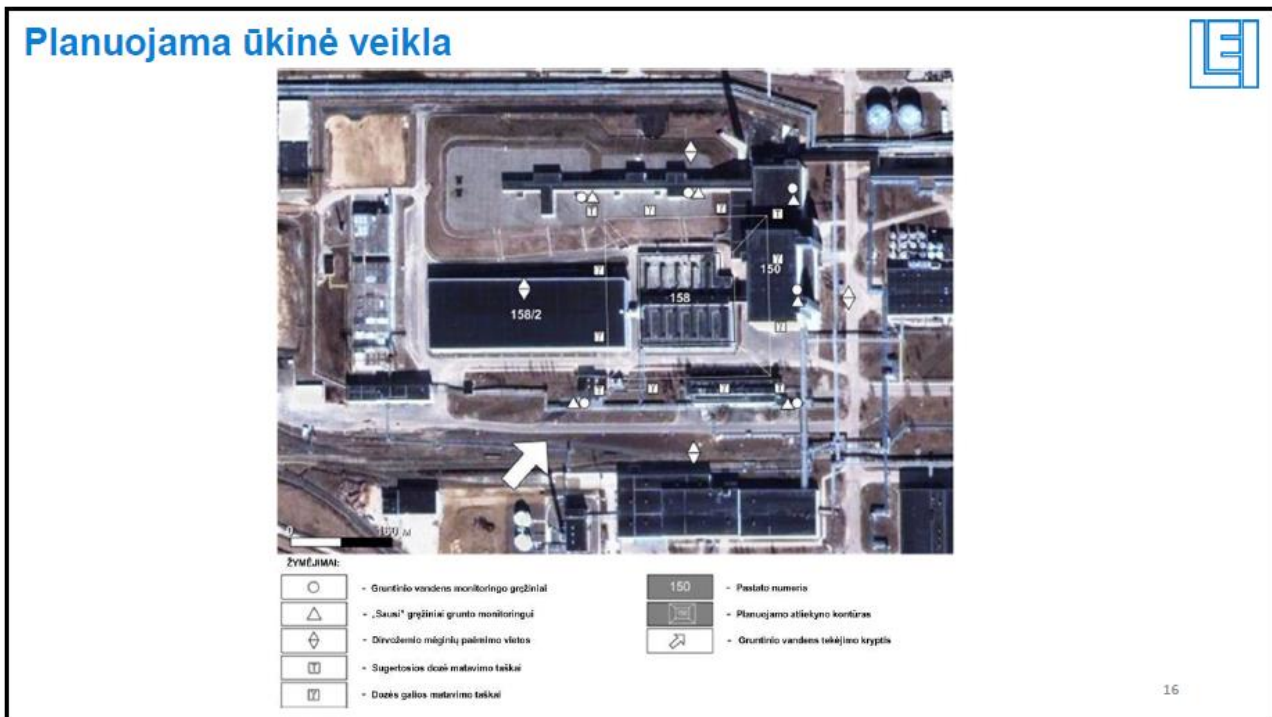 Planuojama ūkinė veikla
LEI
T
γ
γ
T
γ
150
γ
158
158/2
γ
γ
T
γ
γ
T
0
100 м
ŽYMĖJIMAI:
- Gruntinio vandens monitoringo gręžiniai
- „Sausi" gręžiniai grunto monitoringui
- Dirvožemio mėginių paėmimo vietos
T - Sugertosios dozė matavimo taškai
γ - Dozės galios matavimo taškai
150 - Pastato numeris
- Planuojamo atliekyno kontūras
- Gruntinio vandens tekėjimo kryptis
16